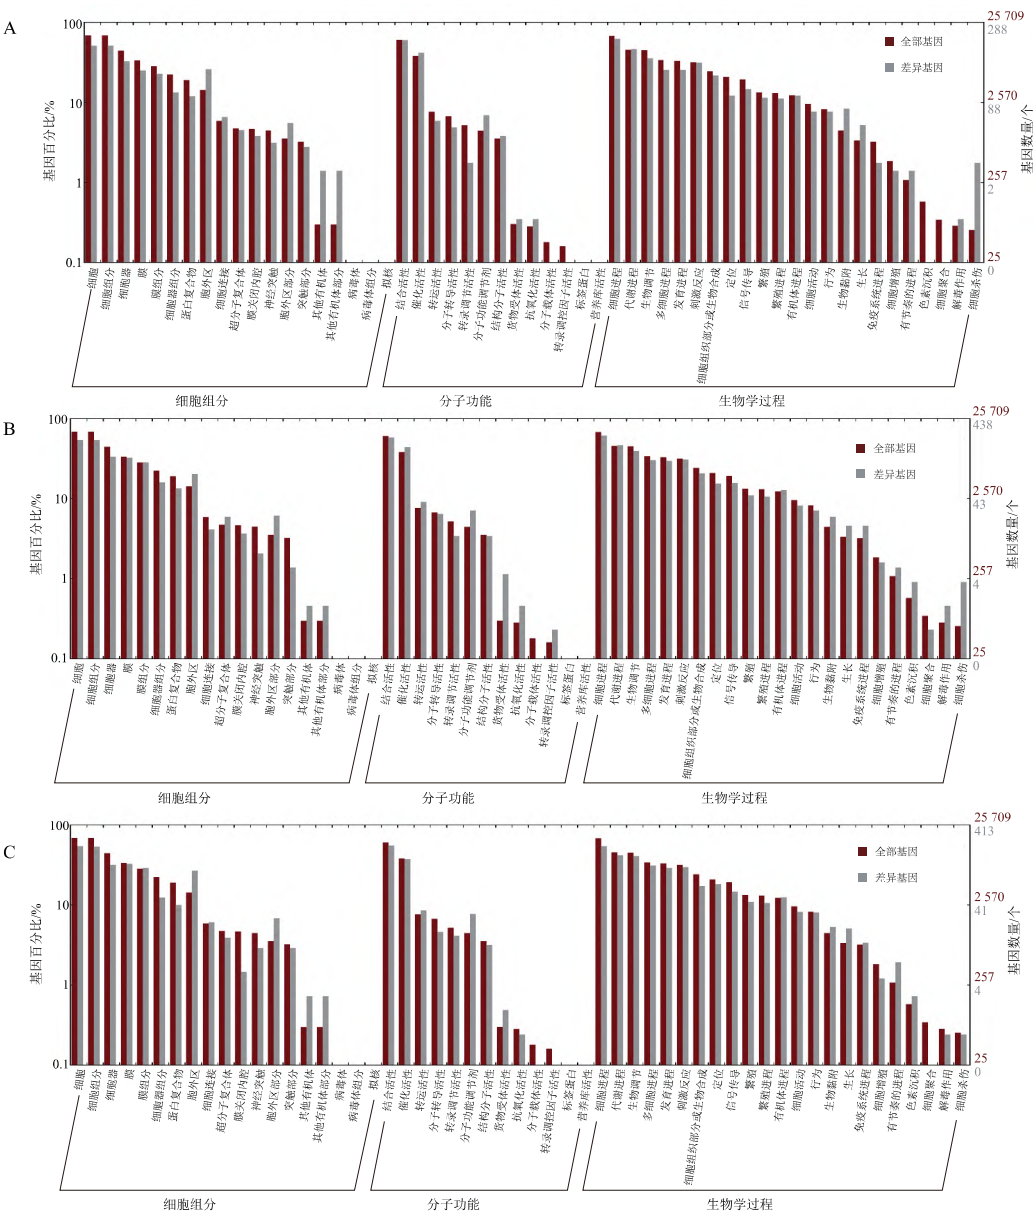 A
100
10
1
0.1
基因百分比/%
25 709
288
2 570
88
257
2
25
0
基因数量/个
全部基因
差异基因
细胞
细胞组分
细胞器
膜
膜组分
细胞器组分
蛋白复合物
胞外区
细胞连接
超分子复合体
膜关闭内腔
神经突触
胞外区部分
突触部分
其他有机体
其他有机体部分
病毒体
病毒体组分
拟核
结合活性
催化活性
转运活性
分子转导活性
转录调节活性
分子功能调节剂
结构分子活性
货物受体活性
抗氧化活性
分子载体活性
转录调控因子活性
标签蛋白
营养库活性
细胞进程
代谢进程
生物调节
多细胞进程
发育进程
刺激反应
细胞组织部分或生物合成
定位
信号传导
繁殖
繁殖进程
有机体进程
细胞活动
行为
生物黏附
生长
免疫系统进程
细胞增殖
有节奏的进程
色素沉积
细胞聚合
解毒作用
细胞杀伤
细胞组分
分子功能
生物学过程
B
100
10
1
0.1
基因百分比/%
25 709
438
2 570
43
257
4
25
0
基因数量/个
全部基因
差异基因
细胞
细胞组分
细胞器
膜
膜组分
细胞器组分
蛋白复合物
胞外区
细胞连接
超分子复合体
膜关闭内腔
神经突触
胞外区部分
突触部分
其他有机体
其他有机体部分
病毒体
病毒体组分
拟核
结合活性
催化活性
转运活性
分子转导活性
转录调节活性
分子功能调节剂
结构分子活性
货物受体活性
抗氧化活性
分子载体活性
转录调控因子活性
标签蛋白
营养库活性
细胞进程
代谢进程
生物调节
多细胞进程
发育进程
刺激反应
细胞组织部分或生物合成
定位
信号传导
繁殖
繁殖进程
有机体进程
细胞活动
行为
生物黏附
生长
免疫系统进程
细胞增殖
有节奏的进程
色素沉积
细胞聚合
解毒作用
细胞杀伤
细胞组分
分子功能
生物学过程
C
100
10
1
0.1
基因百分比/%
25 709
413
2 570
41
257
4
25
0
基因数量/个
全部基因
差异基因
细胞
细胞组分
细胞器
膜
膜组分
细胞器组分
蛋白复合物
胞外区
细胞连接
超分子复合体
膜关闭内腔
神经突触
胞外区部分
突触部分
其他有机体
其他有机体部分
病毒体
病毒体组分
拟核
结合活性
催化活性
转运活性
分子转导活性
转录调节活性
分子功能调节剂
结构分子活性
货物受体活性
抗氧化活性
分子载体活性
转录调控因子活性
标签蛋白
营养库活性
细胞进程
代谢进程
生物调节
多细胞进程
发育进程
刺激反应
细胞组织部分或生物合成
定位
信号传导
繁殖
繁殖进程
有机体进程
细胞活动
行为
生物黏附
生长
免疫系统进程
细胞增殖
有节奏的进程
色素沉积
细胞聚合
解毒作用
细胞杀伤
细胞组分
分子功能
生物学过程